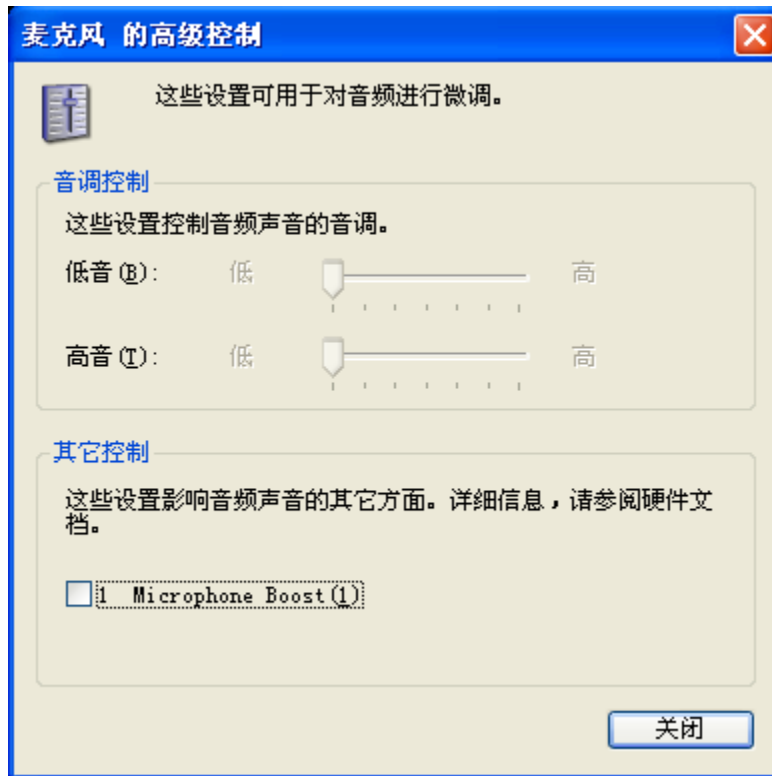 麦克风 的高级控制
这些设置可用于对音频进行微调。
音调控制
这些设置控制音频声音的音调。
低音(B): 低 高
高音(T): 低 高
其它控制
这些设置影响音频声音的其它方面。详细信息，请参阅硬件文
档。
1 Microphone Boost(1)
关闭